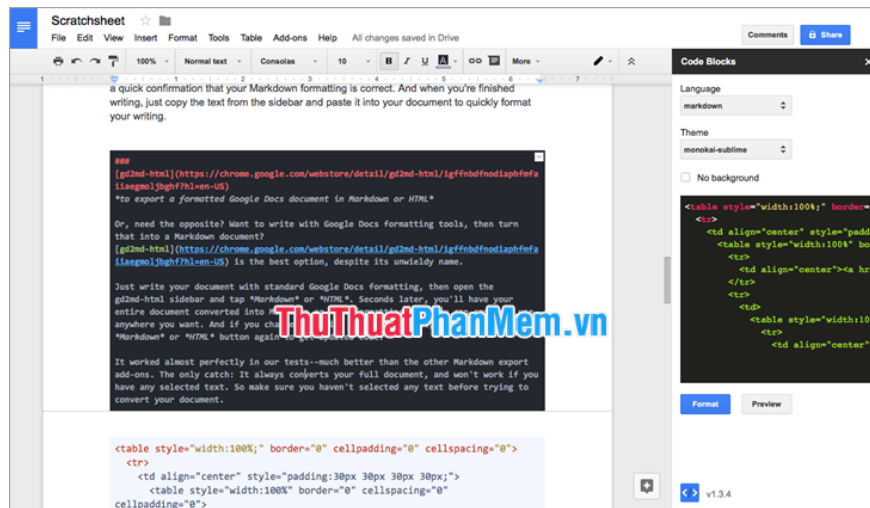 Scratchsheet
File Edit View Insert Format Tools Table Add-ons Help All changes saved in Drive
Comments
Share
100% Normal text Consolas 10 B I U A More
1 1 2 3 4 5 6 7
a quick confirmation that your Markdown formatting is correct. And when you're finished
writing, just copy the text from the sidebar and paste it into your document to quickly format
your writing.
###
[gd2md-html](https://chrome.google.com/webstore/detail/gd2md-html/igffnbdfnodiaphfmfa
iiaegmoljbghf?hl=en-US)
*to export a formatted Google Docs document in Markdown or HTML*
Or, need the opposite? Want to write with Google Docs formatting tools, then turn
that into a Markdown document?
[gd2md-html](https://chrome.google.com/webstore/detail/gd2md-html/igffnbdfnodiaphfmfa
iiaegmoljbghf?hl=en-US) is the best option, despite its unwieldy name.
Just write your document with standard Google Docs formatting, then open the
gd2md-html sidebar and tap *Markdown* or *HTML*. Seconds later, you'll have your
entire document converted into
anywhere you want. And if you
*Markdown* or *HTML* button again to
It worked almost perfectly in our tests--much better than the other Markdown export
add-ons. The only catch: It always converts your full document, and won't work if you
have any selected text. So make sure you haven't selected any text before trying to
convert your document.
<table style="width:100%;" border="0" cellpadding="0" cellspacing="0">
<tr>
<td align="center" style="padding:30px 30px 30px 30px;">
<table style="width:100%" border="0" cellspacing="0"
cellpadding="0">
ThuThuatPhanMem.vn
Code Blocks
Language
markdown
Theme
monokai-sublime
No background
<table style="width:100%;" border=
<tr>
<td align="center" style="padd
<table style="width:100%" bo
<tr>
<td align="center"><a hr
</tr>
<tr>
<td>
<table style="width:10
<tr>
<td align="center"
Format
Preview
v1.3.4